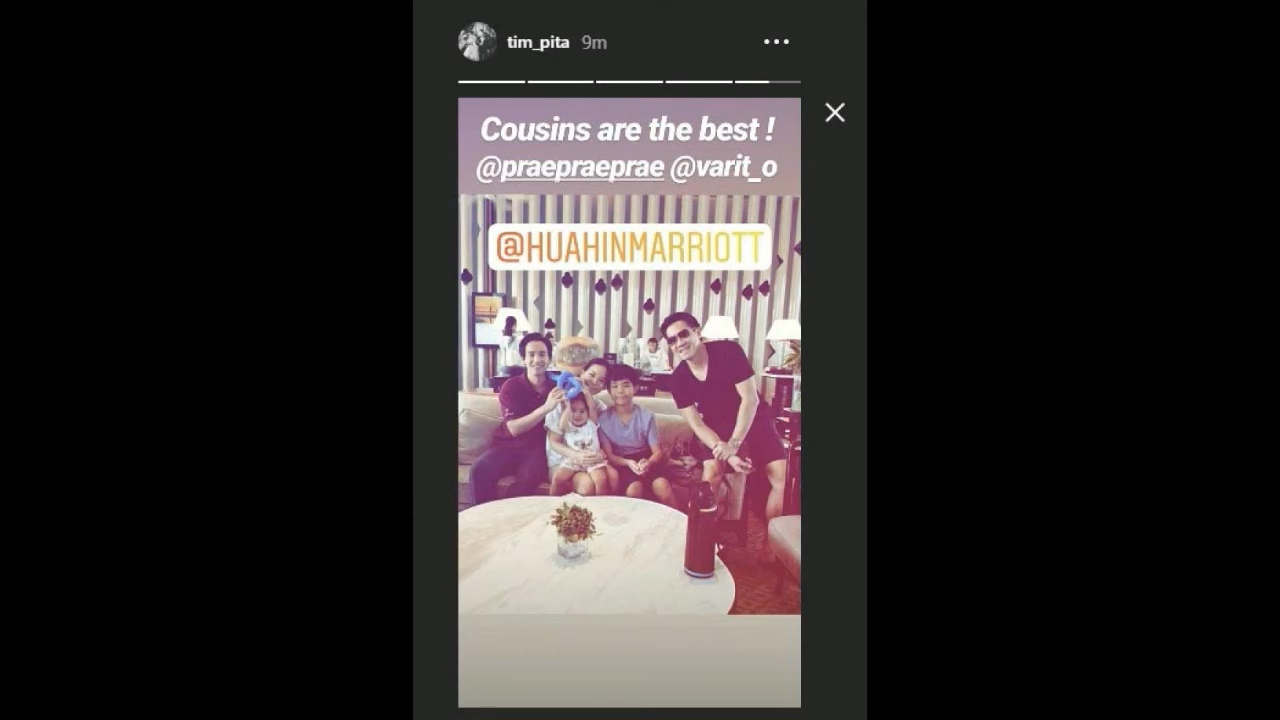 tim_pita 9m
Cousins are the best !
@praepraeprae @varit_o
@HUAHINMARRIOTT